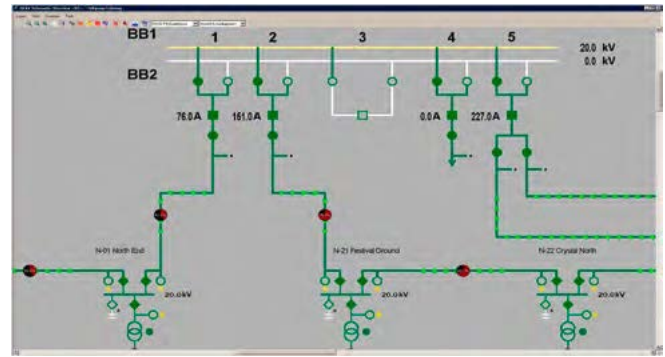 BB1
1 2 3 4 5
20.0 kV
0.0 kV
BB2
76.0A
161.0A
0.0A
227.0A
N-01 North End
N-21 Festival Ground
N-22 Crystal North
20.0kV
20.0kV
20.0kV